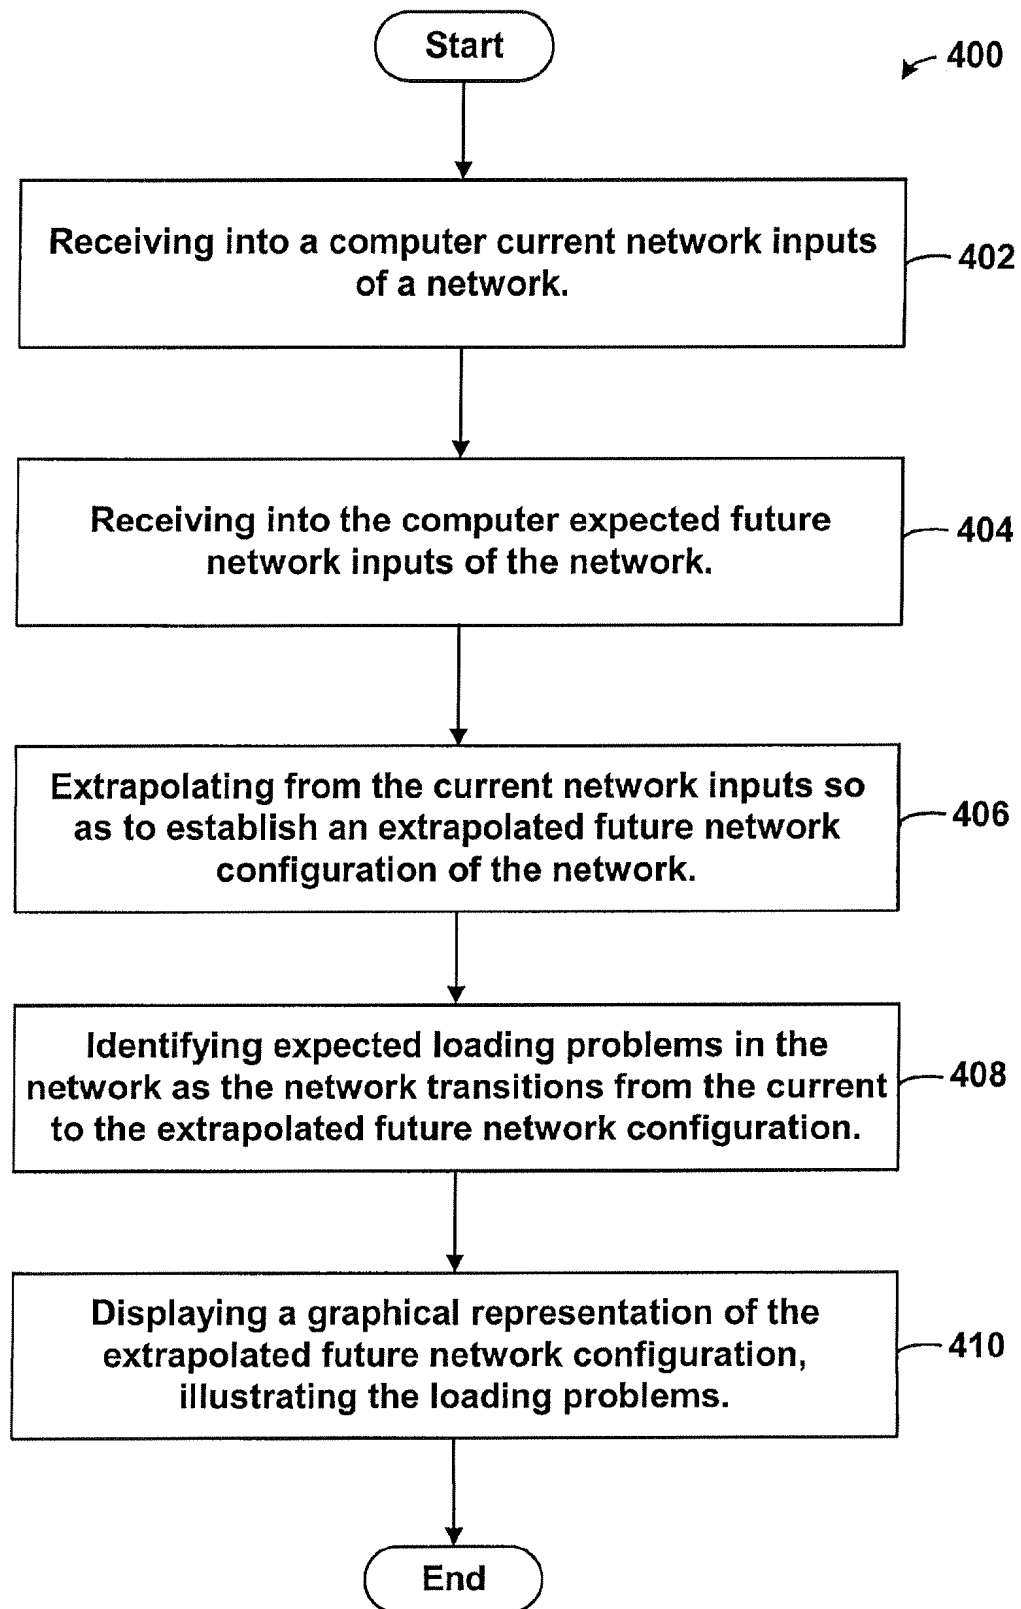 Start
400
Receiving into a computer current network inputs
of a network.
402
Receiving into the computer expected future
network inputs of the network.
404
Extrapolating from the current network inputs so
as to establish an extrapolated future network
configuration of the network.
406
Identifying expected loading problems in the
network as the network transitions from the current
to the extrapolated future network configuration.
408
Displaying a graphical representation of the
extrapolated future network configuration,
illustrating the loading problems.
410
End